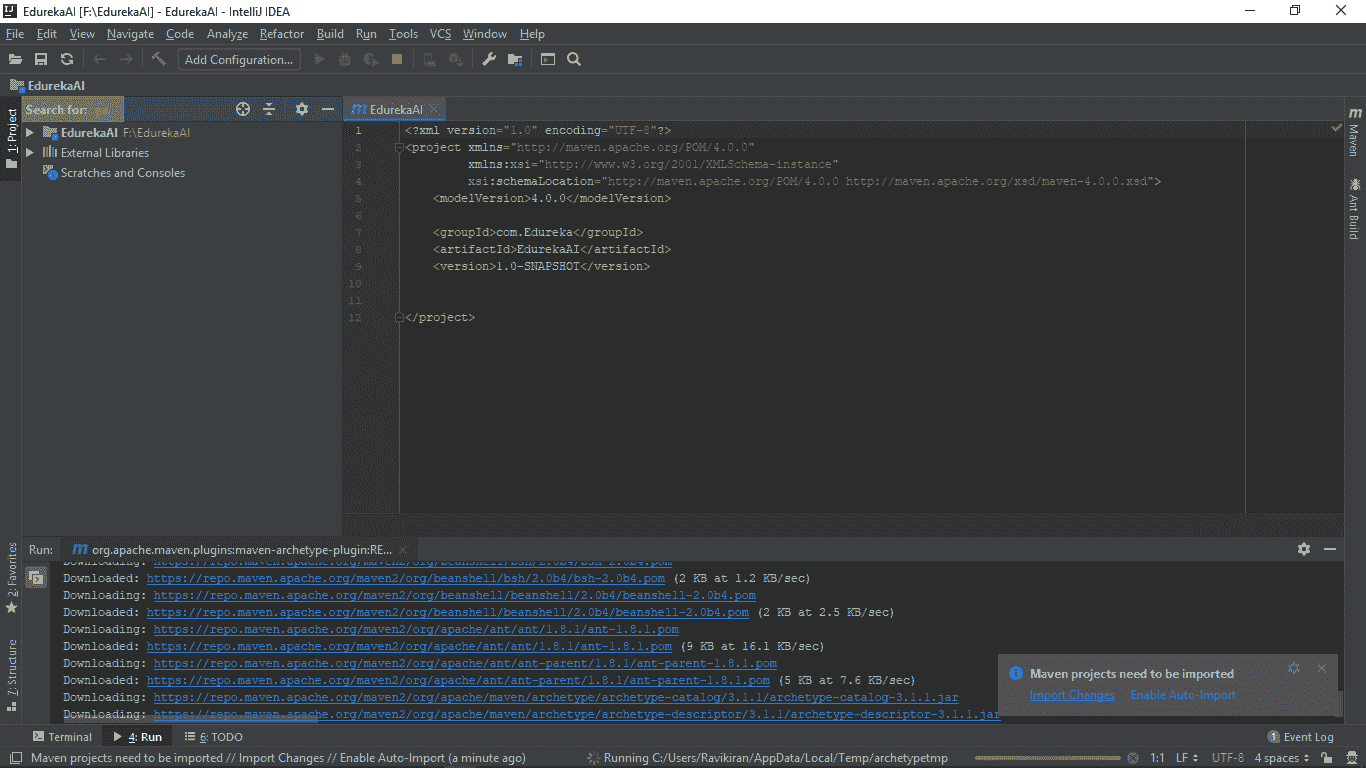 EdurekaAI [F:\EdurekaAI] - EdurekaAI - IntelliJ IDEA
File Edit View Navigate Code Analyze Refactor Build Run Tools VCS Window Help
Add Configuration...
EdurekaAI
1: Project
Search for:
EdurekaAI F:\EdurekaAI
External Libraries
Scratches and Consoles
m EdurekaAI
1 <?xml version="1.0" encoding="UTF-8"?>
2 <project xmlns="http://maven.apache.org/POM/4.0.0"
3 xmlns:xsi="http://www.w3.org/2001/XMLSchema-instance"
4 xsi:schemaLocation="http://maven.apache.org/POM/4.0.0 http://maven.apache.org/xsd/maven-4.0.0.xsd">
5 <modelVersion>4.0.0</modelVersion>
6
7 <groupId>com.Edureka</groupId>
8 <artifactId>EdurekaAI</artifactId>
9 <version>1.0-SNAPSHOT</version>
10
11
12 </project>
m Maven
Ant Build
2: Favorites
7: Structure
Run: m org.apache.maven.plugins:maven-archetype-plugin:RE...
Downloading: https://repo.maven.apache.org/maven2/org/beanshell/bsh/2.0b4/bsh-2.0b4.pom
Downloaded: https://repo.maven.apache.org/maven2/org/beanshell/bsh/2.0b4/bsh-2.0b4.pom (2 KB at 1.2 KB/sec)
Downloading: https://repo.maven.apache.org/maven2/org/beanshell/beanshell/2.0b4/beanshell-2.0b4.pom
Downloaded: https://repo.maven.apache.org/maven2/org/beanshell/beanshell/2.0b4/beanshell-2.0b4.pom (2 KB at 2.5 KB/sec)
Downloading: https://repo.maven.apache.org/maven2/org/apache/ant/ant/1.8.1/ant-1.8.1.pom
Downloaded: https://repo.maven.apache.org/maven2/org/apache/ant/ant/1.8.1/ant-1.8.1.pom (9 KB at 16.1 KB/sec)
Downloading: https://repo.maven.apache.org/maven2/org/apache/ant/ant-parent/1.8.1/ant-parent-1.8.1.pom
Downloaded: https://repo.maven.apache.org/maven2/org/apache/ant/ant-parent/1.8.1/ant-parent-1.8.1.pom (5 KB at 7.6 KB/sec)
Downloading: https://repo.maven.apache.org/maven2/org/apache/maven/archetype/archetype-catalog/3.1.1/archetype-catalog-3.1.1.jar
Downloading: https://repo.maven.apache.org/maven2/org/apache/maven/archetype/archetype-descriptor/3.1.1/archetype-descriptor-3.1.1.jar
Maven projects need to be imported
Import Changes Enable Auto-Import
Terminal 4: Run 6: TODO 1 Event Log
Maven projects need to be imported // Import Changes // Enable Auto-Import (a minute ago) Running C:/Users/Ravikiran/AppData/Local/Temp/archetypetmp 1:1 LF UTF-8 4 spaces